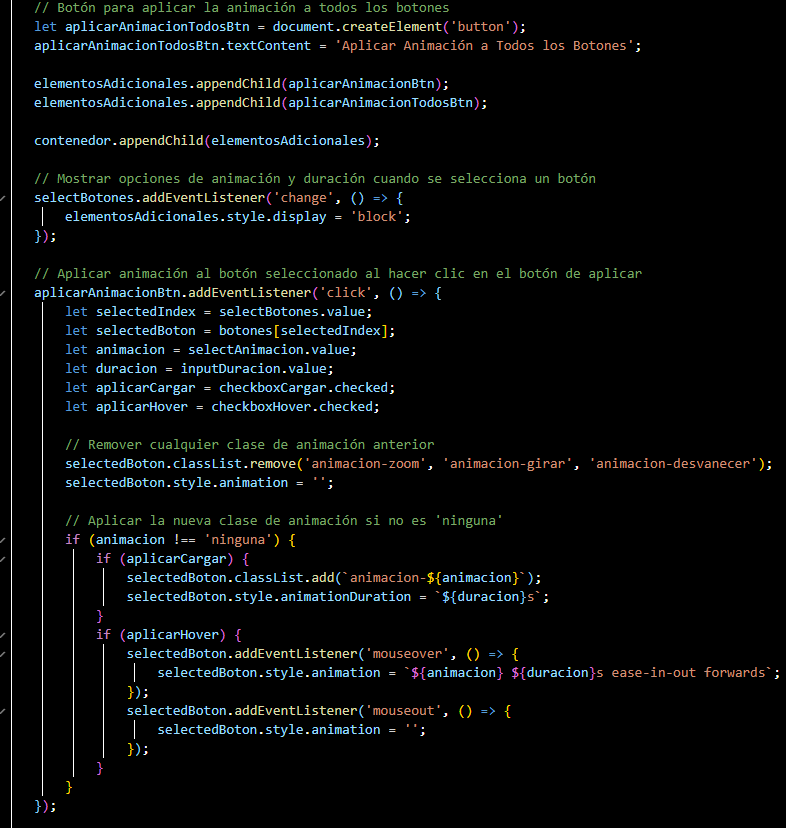 // Botón para aplicar la animación a todos los botones
let aplicarAnimacionTodosBtn = document.createElement('button');
aplicarAnimacionTodosBtn.textContent = 'Aplicar Animación a Todos los Botones';

elementosAdicionales.appendChild(aplicarAnimacionBtn);
elementosAdicionales.appendChild(aplicarAnimacionTodosBtn);

contenedor.appendChild(elementosAdicionales);

// Mostrar opciones de animación y duración cuando se selecciona un botón
selectBotones.addEventListener('change', () => {
    elementosAdicionales.style.display = 'block';
});

// Aplicar animación al botón seleccionado al hacer clic en el botón de aplicar
aplicarAnimacionBtn.addEventListener('click', () => {
    let selectedIndex = selectBotones.value;
    let selectedBoton = botones[selectedIndex];
    let animacion = selectAnimacion.value;
    let duracion = inputDuracion.value;
    let aplicarCargar = checkboxCargar.checked;
    let aplicarHover = checkboxHover.checked;

    // Remover cualquier clase de animación anterior
    selectedBoton.classList.remove('animacion-zoom', 'animacion-girar', 'animacion-desvanecer');
    selectedBoton.style.animation = '';

    // Aplicar la nueva clase de animación si no es 'ninguna'
    if (animacion !== 'ninguna') {
        if (aplicarCargar) {
            selectedBoton.classList.add(`animacion-${animacion}`);
            selectedBoton.style.animationDuration = `${duracion}s`;
        }
        if (aplicarHover) {
            selectedBoton.addEventListener('mouseover', () => {
                selectedBoton.style.animation = `${animacion} ${duracion}s ease-in-out forwards`;
            });
            selectedBoton.addEventListener('mouseout', () => {
                selectedBoton.style.animation = '';
            });
        }
    }
});